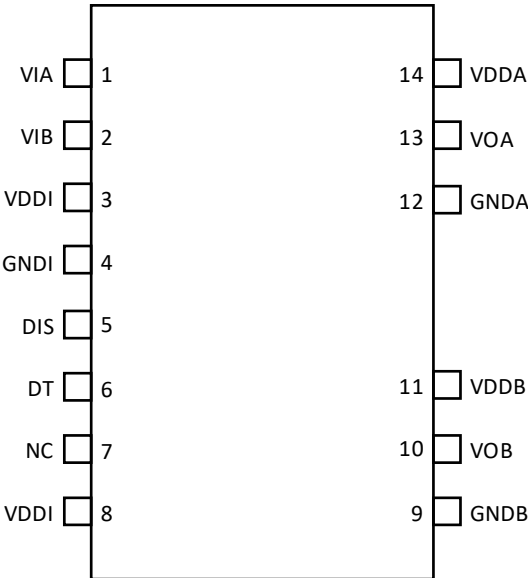 VIA 1 14 VDDA
VIB 2 13 VOA
VDDI 3 12 GNDA
GNDI 4
DIS 5
DT 6 11 VDDB
NC 7 10 VOB
VDDI 8 9 GNDB